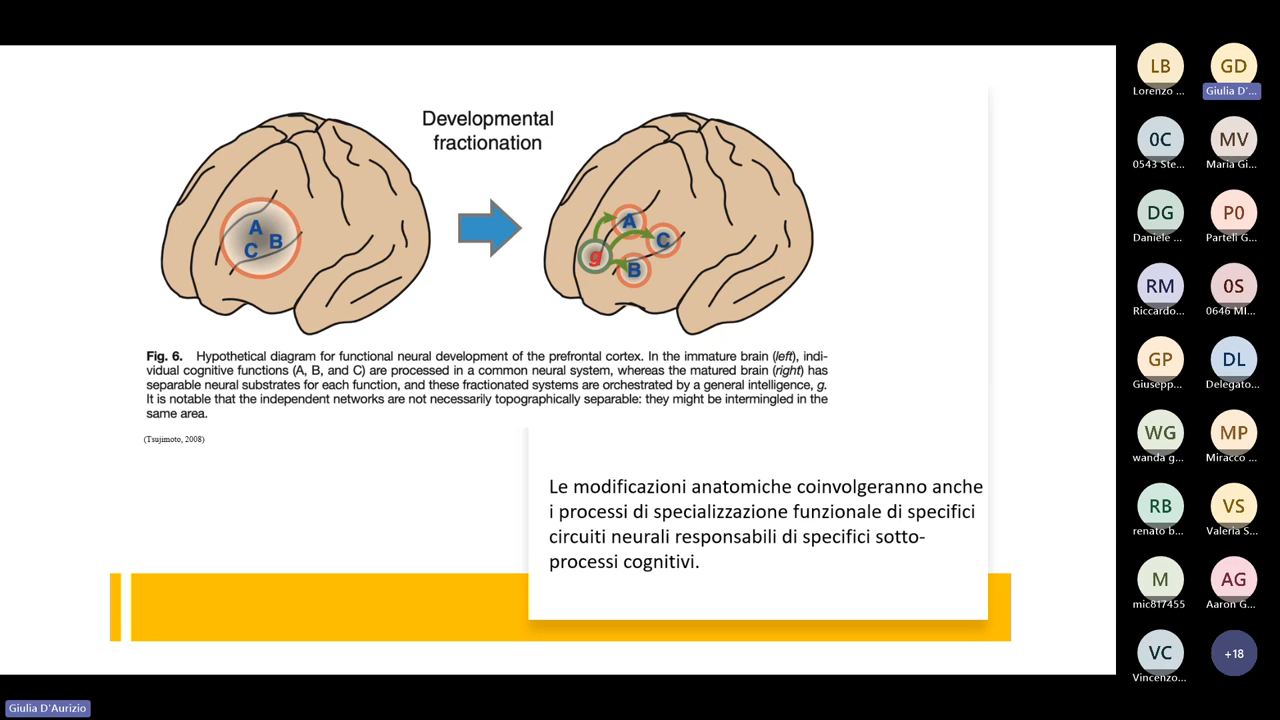 Developmental
fractionation
A
B
C
A
C
g
B
Fig. 6. Hypothetical diagram for functional neural development of the prefrontal cortex. In the immature brain (left), indi-
vidual cognitive functions (A, B, and C) are processed in a common neural system, whereas the matured brain (right) has
separable neural substrates for each function, and these fractionated systems are orchestrated by a general intelligence, g.
It is notable that the independent networks are not necessarily topographically separable: they might be intermingled in the
same area.
(Tsujimoto, 2008)
Le modificazioni anatomiche coinvolgeranno anche
i processi di specializzazione funzionale di specifici
circuiti neurali responsabili di specifici sotto-
processi cognitivi.
LB
GD
Lorenzo ...
Giulia D'...
0C
MV
0543 Ste...
Maria Gi...
DG
P0
Daniele ...
Parteli G...
RM
0S
Riccardo...
0646 MI...
GP
DL
Giusepp...
Delegato...
WG
MP
wanda g...
Miracco ...
RB
VS
renato b...
Valeria S...
M
AG
mic817455
Aaron G...
VC
+18
Vincenzo...
Giulia D'Aurizio